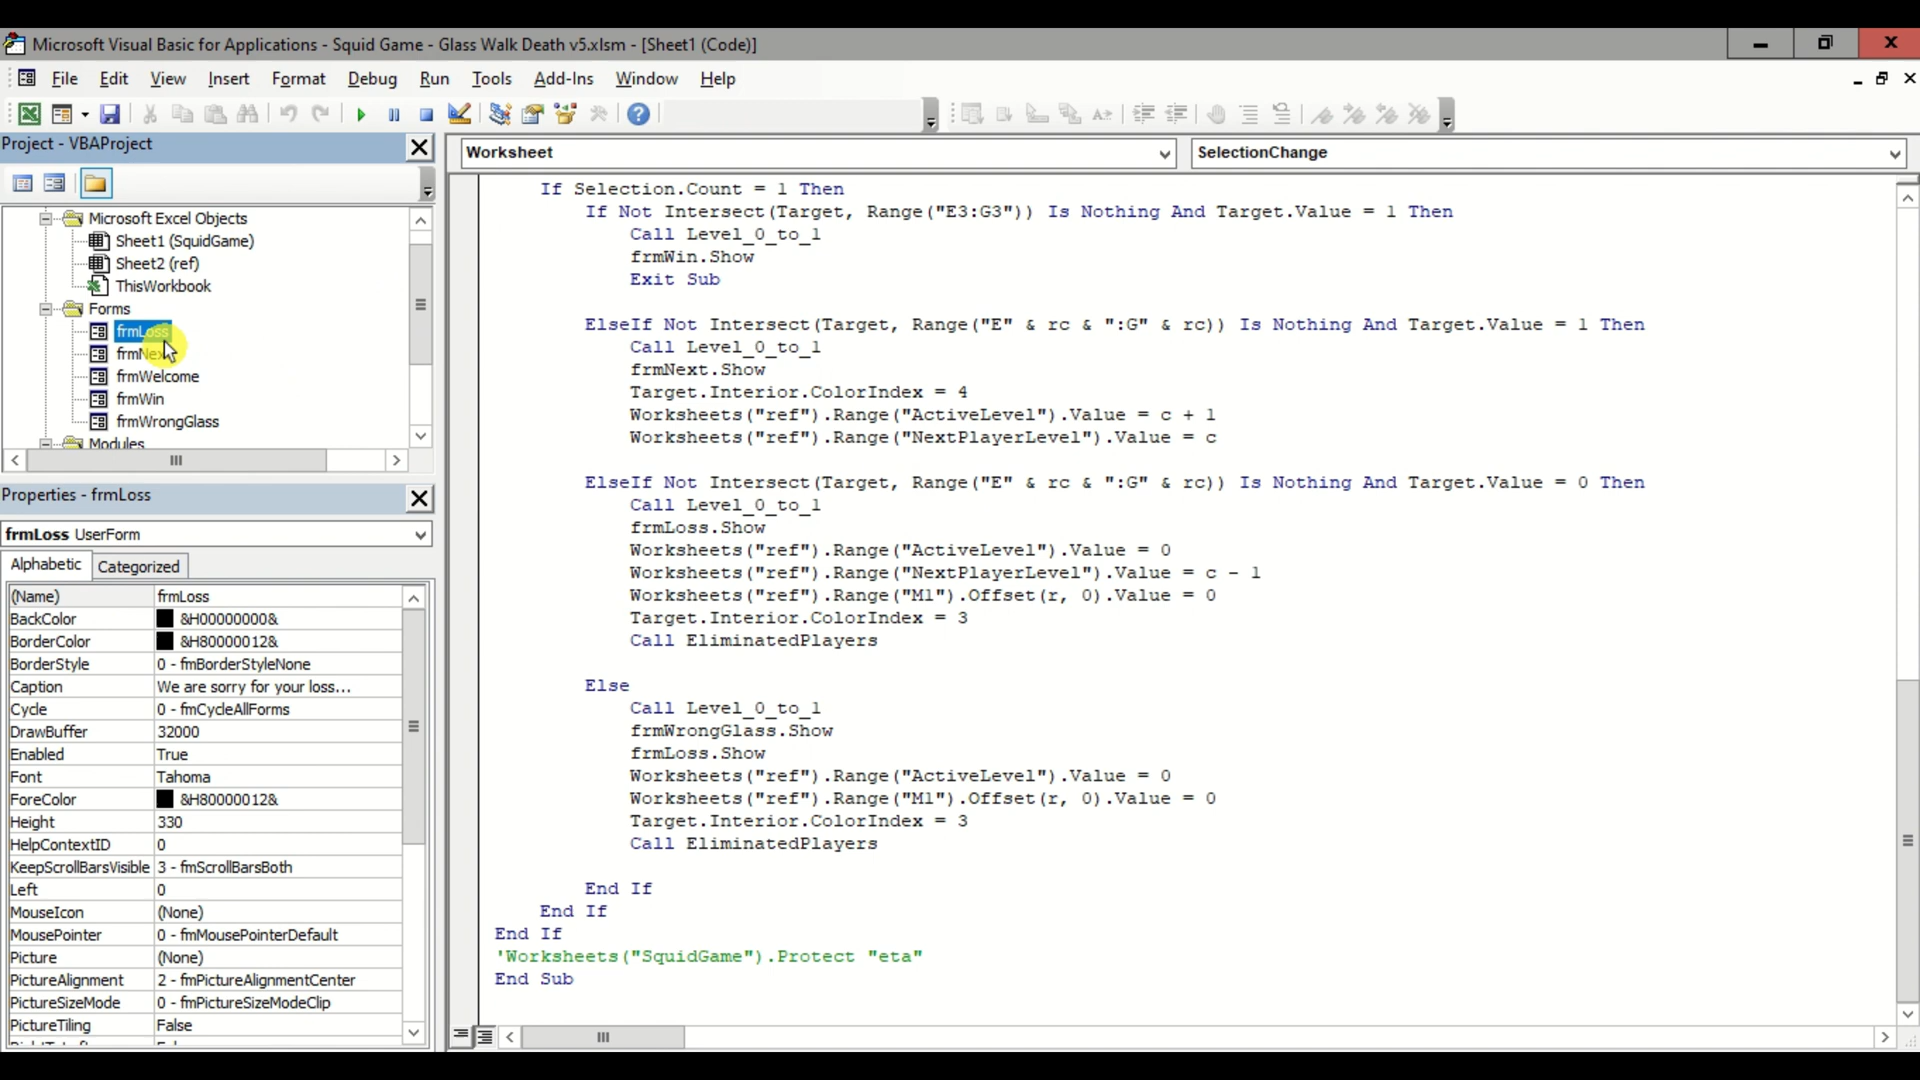 Microsoft Visual Basic for Applications - Squid Game - Glass Walk Death v5.xlsm - [Sheet1 (Code)]
File Edit View Insert Format Debug Run Tools Add-Ins Window Help
Project - VBAProject
Microsoft Excel Objects
Sheet1 (SquidGame)
Sheet2 (ref)
ThisWorkbook
Forms
frmLoss
frmNext
frmWelcome
frmWin
frmWrongGlass
Modules
Properties - frmLoss
frmLoss UserForm
Alphabetic Categorized
(Name) frmLoss
BackColor &H00000000&
BorderColor &H80000012&
BorderStyle 0 - fmBorderStyleNone
Caption We are sorry for your loss...
Cycle 0 - fmCycleAllForms
DrawBuffer 32000
Enabled True
Font Tahoma
ForeColor &H80000012&
Height 330
HelpContextID 0
KeepScrollBarsVisible 3 - fmScrollBarsBoth
Left 0
MouseIcon (None)
MousePointer 0 - fmMousePointerDefault
Picture (None)
PictureAlignment 2 - fmPictureAlignmentCenter
PictureSizeMode 0 - fmPictureSizeModeClip
PictureTiling False
Worksheet SelectionChange
If Selection.Count = 1 Then
If Not Intersect(Target, Range("E3:G3")) Is Nothing And Target.Value = 1 Then
Call Level_0_to_1
frmWin.Show
Exit Sub
ElseIf Not Intersect(Target, Range("E" & rc & ":G" & rc)) Is Nothing And Target.Value = 1 Then
Call Level_0_to_1
frmNext.Show
Target.Interior.ColorIndex = 4
Worksheets("ref").Range("ActiveLevel").Value = c + 1
Worksheets("ref").Range("NextPlayerLevel").Value = c
ElseIf Not Intersect(Target, Range("E" & rc & ":G" & rc)) Is Nothing And Target.Value = 0 Then
Call Level_0_to_1
frmLoss.Show
Worksheets("ref").Range("ActiveLevel").Value = 0
Worksheets("ref").Range("NextPlayerLevel").Value = c - 1
Worksheets("ref").Range("M1").Offset(r, 0).Value = 0
Target.Interior.ColorIndex = 3
Call EliminatedPlayers
Else
Call Level_0_to_1
frmWrongGlass.Show
frmLoss.Show
Worksheets("ref").Range("ActiveLevel").Value = 0
Worksheets("ref").Range("M1").Offset(r, 0).Value = 0
Target.Interior.ColorIndex = 3
Call EliminatedPlayers
End If
End If
End If
'Worksheets("SquidGame").Protect "eta"
End Sub